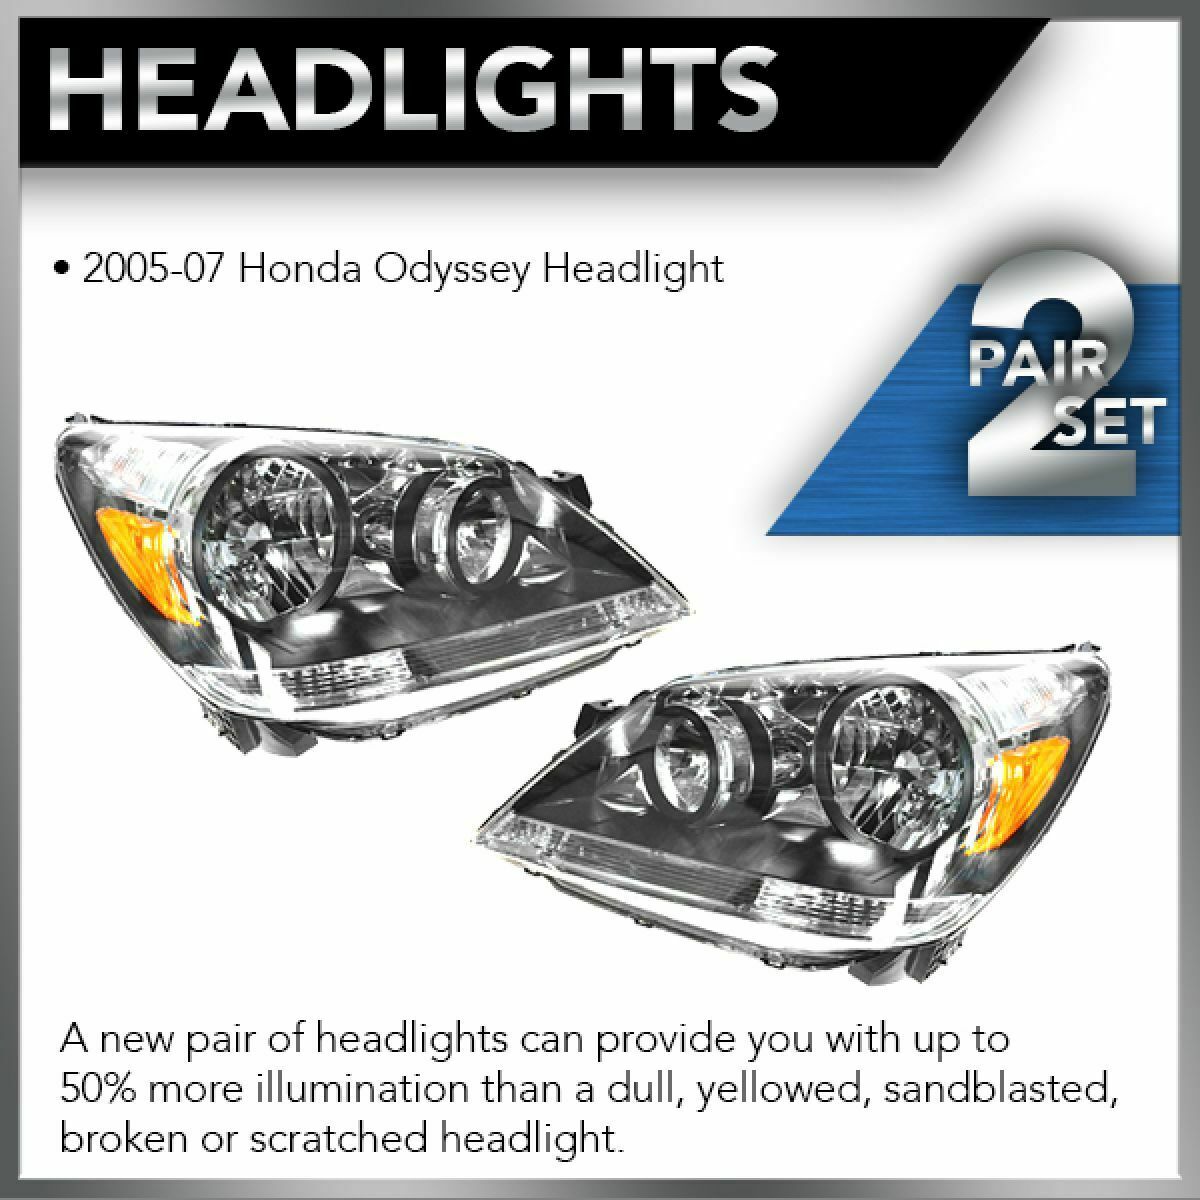 HEADLIGHTS
• 2005-07 Honda Odyssey Headlight
2
PAIR
SET
A new pair of headlights can provide you with up to
50% more illumination than a dull, yellowed, sandblasted,
broken or scratched headlight.